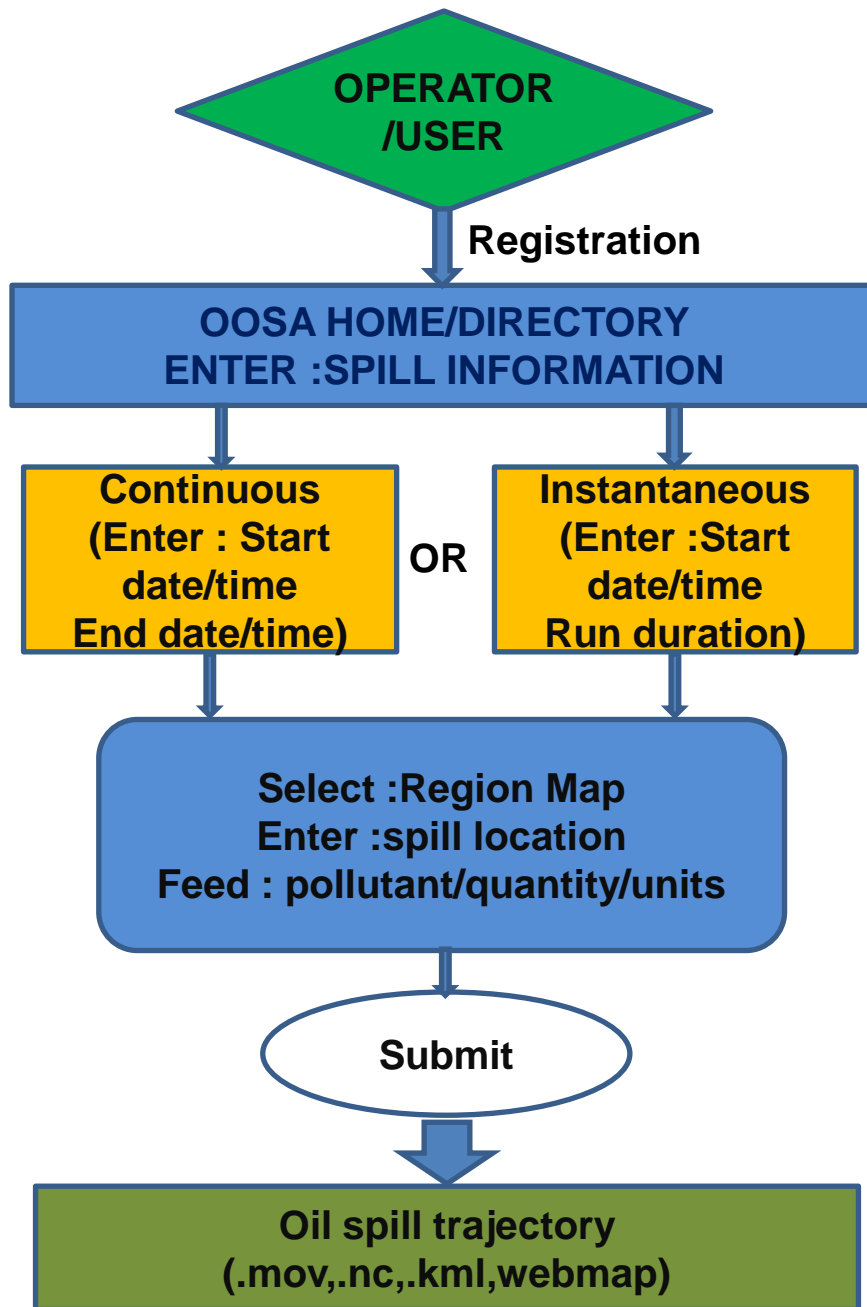 OPERATOR
/USER
Registration
OOSA HOME/DIRECTORY
ENTER :SPILL INFORMATION
Continuous
(Enter : Start
date/time
End date/time)
OR
Instantaneous
(Enter :Start
date/time
Run duration)
Select :Region Map
Enter :spill location
Feed : pollutant/quantity/units
Submit
Oil spill trajectory
(.mov,.nc,.kml,webmap)